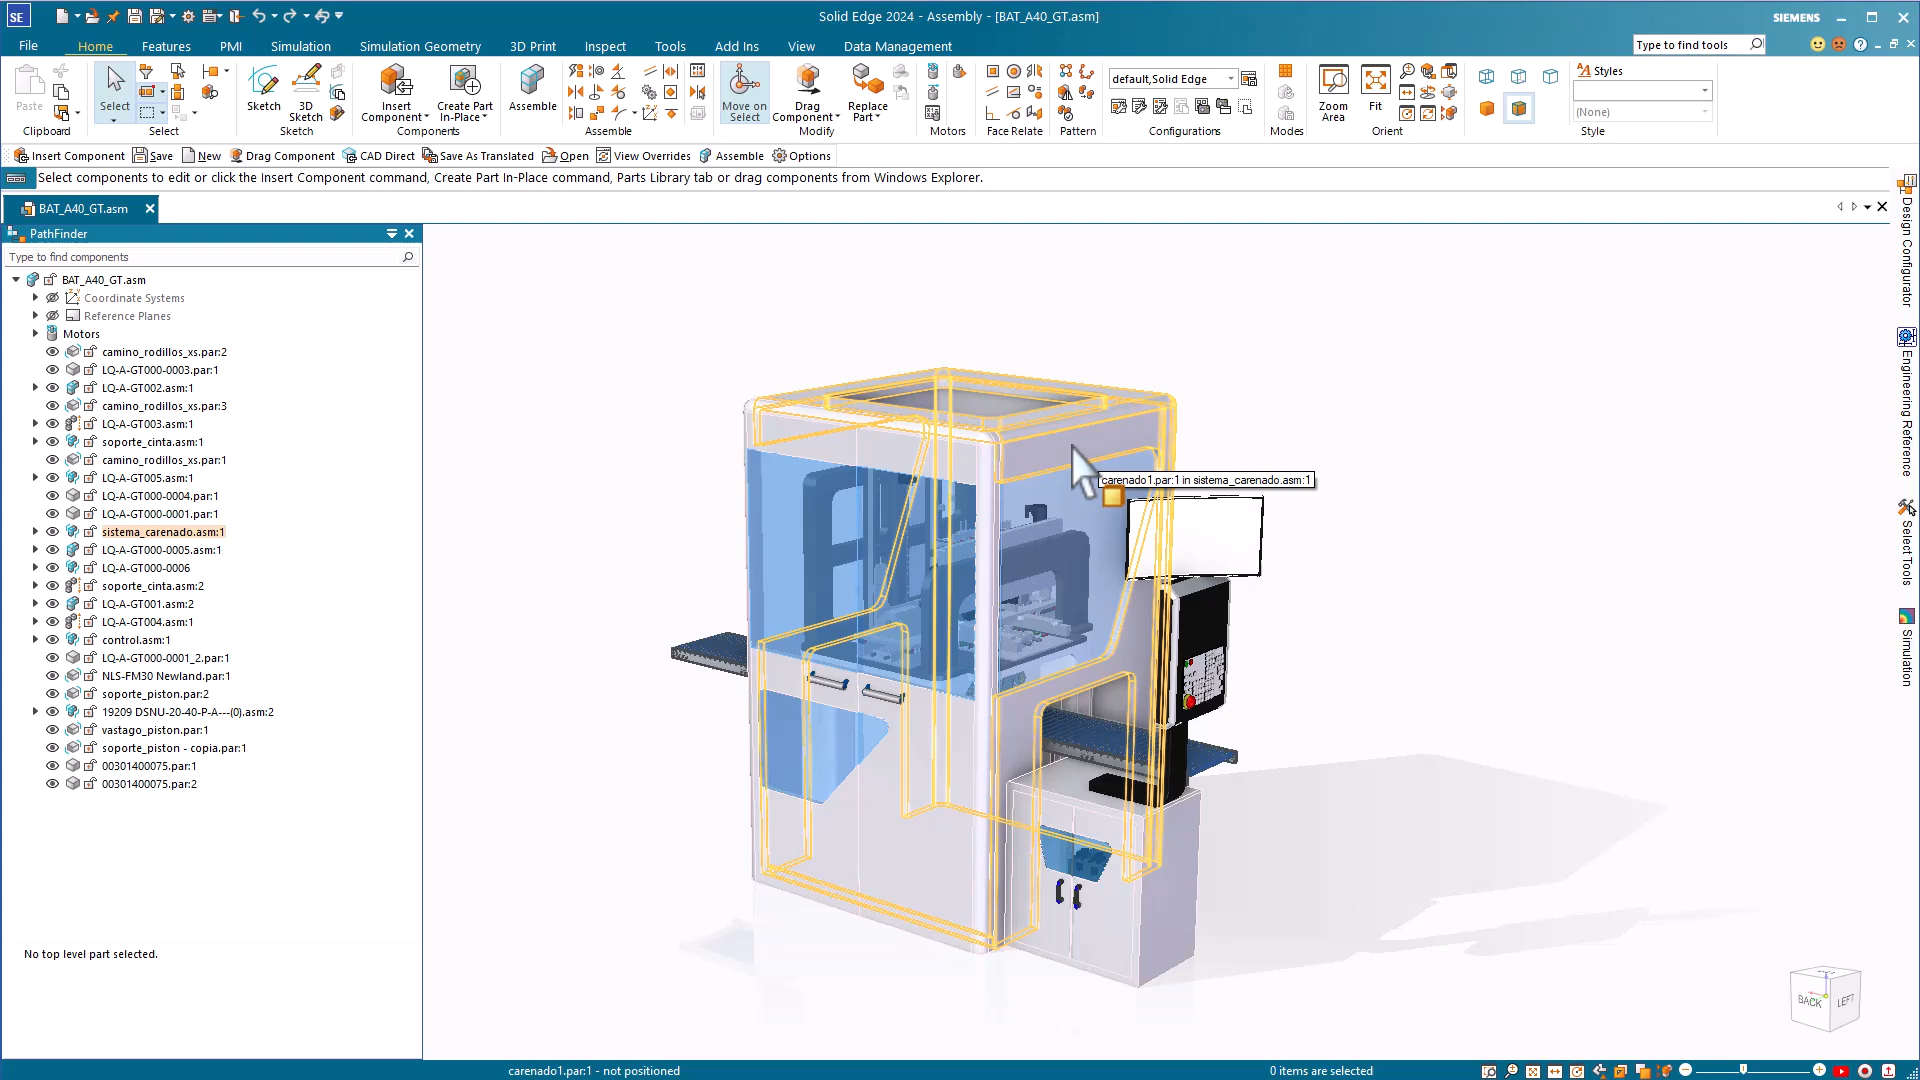 SE
Solid Edge 2024 - Assembly - [BAT_A40_GT.asm]
SIEMENS
File
Home
Features
PMI
Simulation
Simulation Geometry
3D Print
Inspect
Tools
Add Ins
View
Data Management
Type to find tools
Paste
Clipboard
Select
Select
Sketch
3D Sketch
Sketch
Insert Component
Create Part In-Place
Components
Assemble
Assemble
Move on Select
Drag Component
Replace Part
Modify
Motors
Face Relate
Pattern
default,Solid Edge
Configurations
Modes
Zoom Area
Fit
Orient
Styles
(None)
Style
Insert Component
Save
New
Drag Component
CAD Direct
Save As Translated
Open
View Overrides
Assemble
Options
Select components to edit or click the Insert Component command, Create Part In-Place command, Parts Library tab or drag components from Windows Explorer.
BAT_A40_GT.asm
PathFinder
Type to find components
BAT_A40_GT.asm
Coordinate Systems
Reference Planes
Motors
camino_rodillos_xs.par:2
LQ-A-GT000-0003.par:1
LQ-A-GT002.asm:1
camino_rodillos_xs.par:3
LQ-A-GT003.asm:1
soporte_cinta.asm:1
camino_rodillos_xs.par:1
LQ-A-GT005.asm:1
LQ-A-GT000-0004.par:1
LQ-A-GT000-0001.par:1
sistema_carenado.asm:1
LQ-A-GT000-0005.asm:1
LQ-A-GT000-0006
soporte_cinta.asm:2
LQ-A-GT001.asm:2
LQ-A-GT004.asm:1
control.asm:1
LQ-A-GT000-0001_2.par:1
NLS-FM30 Newland.par:1
soporte_piston.par:2
19209 DSNU-20-40-P-A---(0).asm:2
vastago_piston.par:1
soporte_piston - copia.par:1
00301400075.par:1
00301400075.par:2
No top level part selected.
carenado1.par:1 in sistema_carenado.asm:1
BACK
LEFT
Design Configurator
Engineering Reference
Select Tools
Simulation
carenado1.par:1 - not positioned
0 items are selected